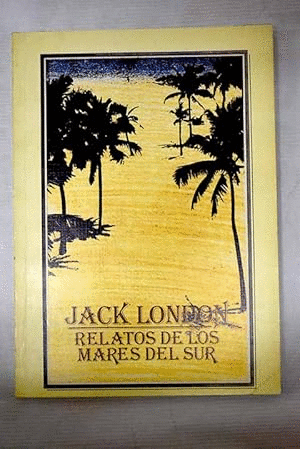 JACK LONDON
RELATOS DE LOS
MARES DEL SUR